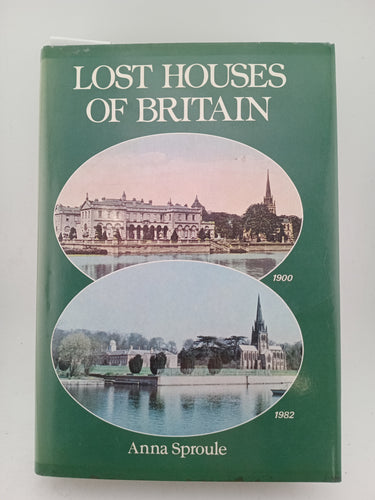 LOST HOUSES
OF BRITAIN
1900
1982
Anna Sproule